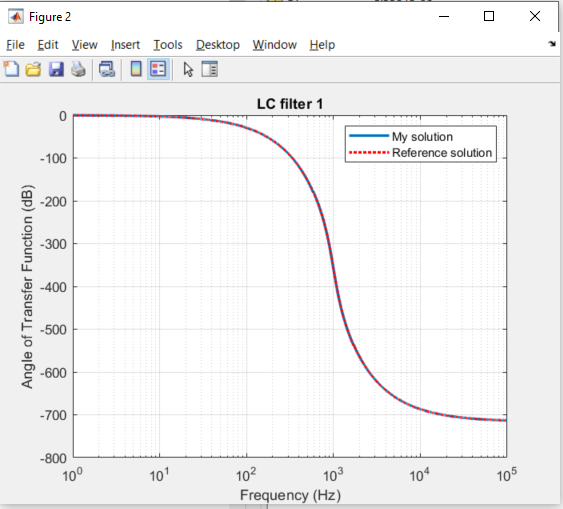 Figure 2
File Edit View Insert Tools Desktop Window Help
LC filter 1
My solution
Reference solution
Angle of Transfer Function (dB)
0
-100
-200
-300
-400
-500
-600
-700
-800
10^0 10^1 10^2 10^3 10^4 10^5
Frequency (Hz)